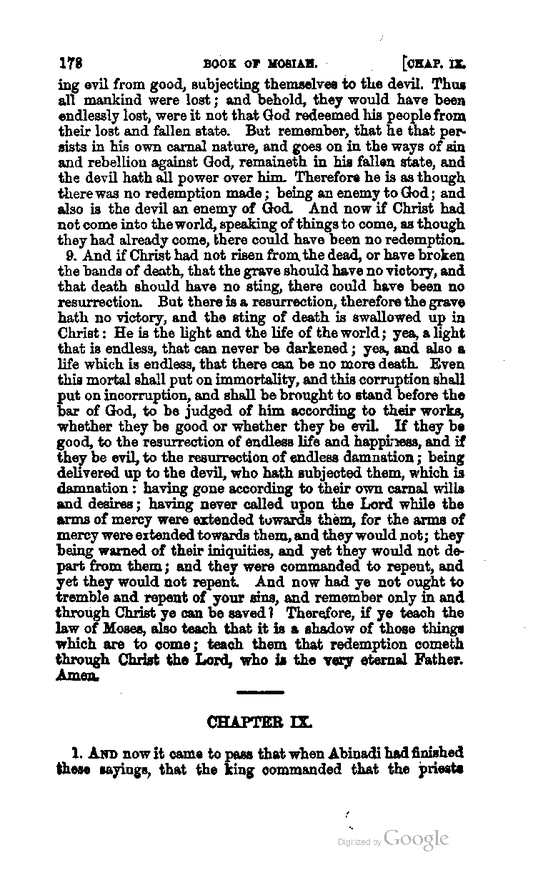 178 BOOK OF MOSIAH. [CHAP. IX.
ing evil from good, subjecting themselves to the devil. Thus
all mankind were lost; and behold, they would have been
endlessly lost, were it not that God redeemed his people from
their lost and fallen state. But remember, that he that per-
sists in his own carnal nature, and goes on in the ways of sin
and rebellion against God, remaineth in his fallen state, and
the devil hath all power over him. Therefore he is as though
there was no redemption made; being an enemy to God; and
also is the devil an enemy of God. And now if Christ had
not come into the world, speaking of things to come, as though
they had already come, there could have been no redemption.
9. And if Christ had not risen from the dead, or have broken
the bands of death, that the grave should have no victory, and
that death should have no sting, there could have been no
resurrection. But there is a resurrection, therefore the grave
hath no victory, and the sting of death is swallowed up in
Christ: He is the light and the life of the world; yea, a light
that is endless, that can never be darkened; yea, and also a
life which is endless, that there can be no more death. Even
this mortal shall put on immortality, and this corruption shall
put on incorruption, and shall be brought to stand before the
bar of God, to be judged of him according to their works,
whether they be good or whether they be evil. If they be
good, to the resurrection of endless life and happiness, and if
they be evil, to the resurrection of endless damnation; being
delivered up to the devil, who hath subjected them, which is
damnation: having gone according to their own carnal wills
and desires; having never called upon the Lord while the
arms of mercy were extended towards them, for the arms of
mercy were extended towards them, and they would not; they
being warned of their iniquities, and yet they would not de-
part from them; and they were commanded to repent, and
yet they would not repent. And now had ye not ought to
tremble and repent of your sins, and remember only in and
through Christ ye can be saved? Therefore, if ye teach the
law of Moses, also teach that it is a shadow of those things
which are to come; teach them that redemption cometh
through Christ the Lord, who is the very eternal Father.
Amen.
CHAPTER IX.
1. AND now it came to pass that when Abinadi had finished
these sayings, that the king commanded that the priests
Digitized by Google